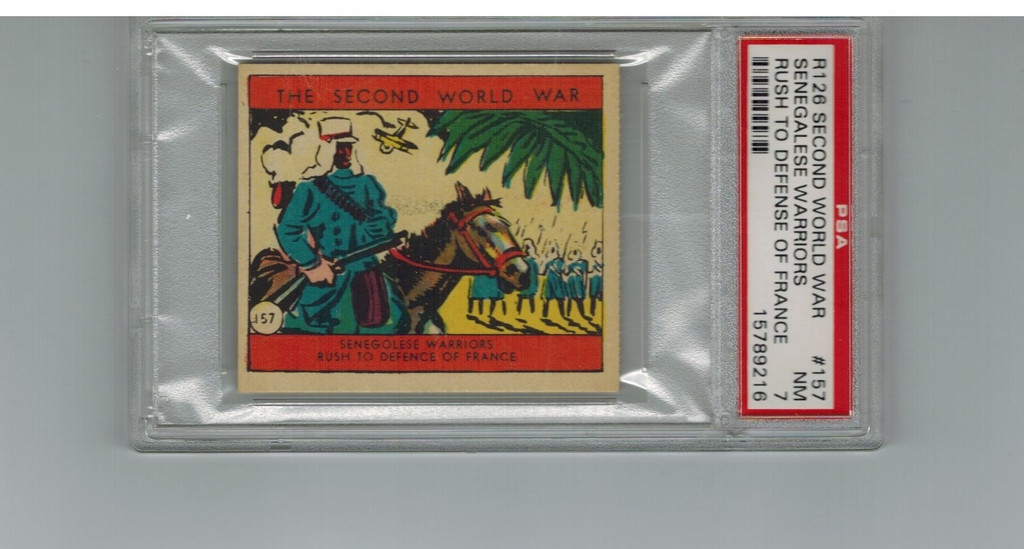 THE SECOND WORLD WAR
157
SENEGOLESE WARRIORS
RUSH TO DEFENCE OF FRANCE
PSA
R126 SECOND WORLD WAR #157
SENEGALESE WARRIORS NM
RUSH TO DEFENSE OF FRANCE 7
15789216